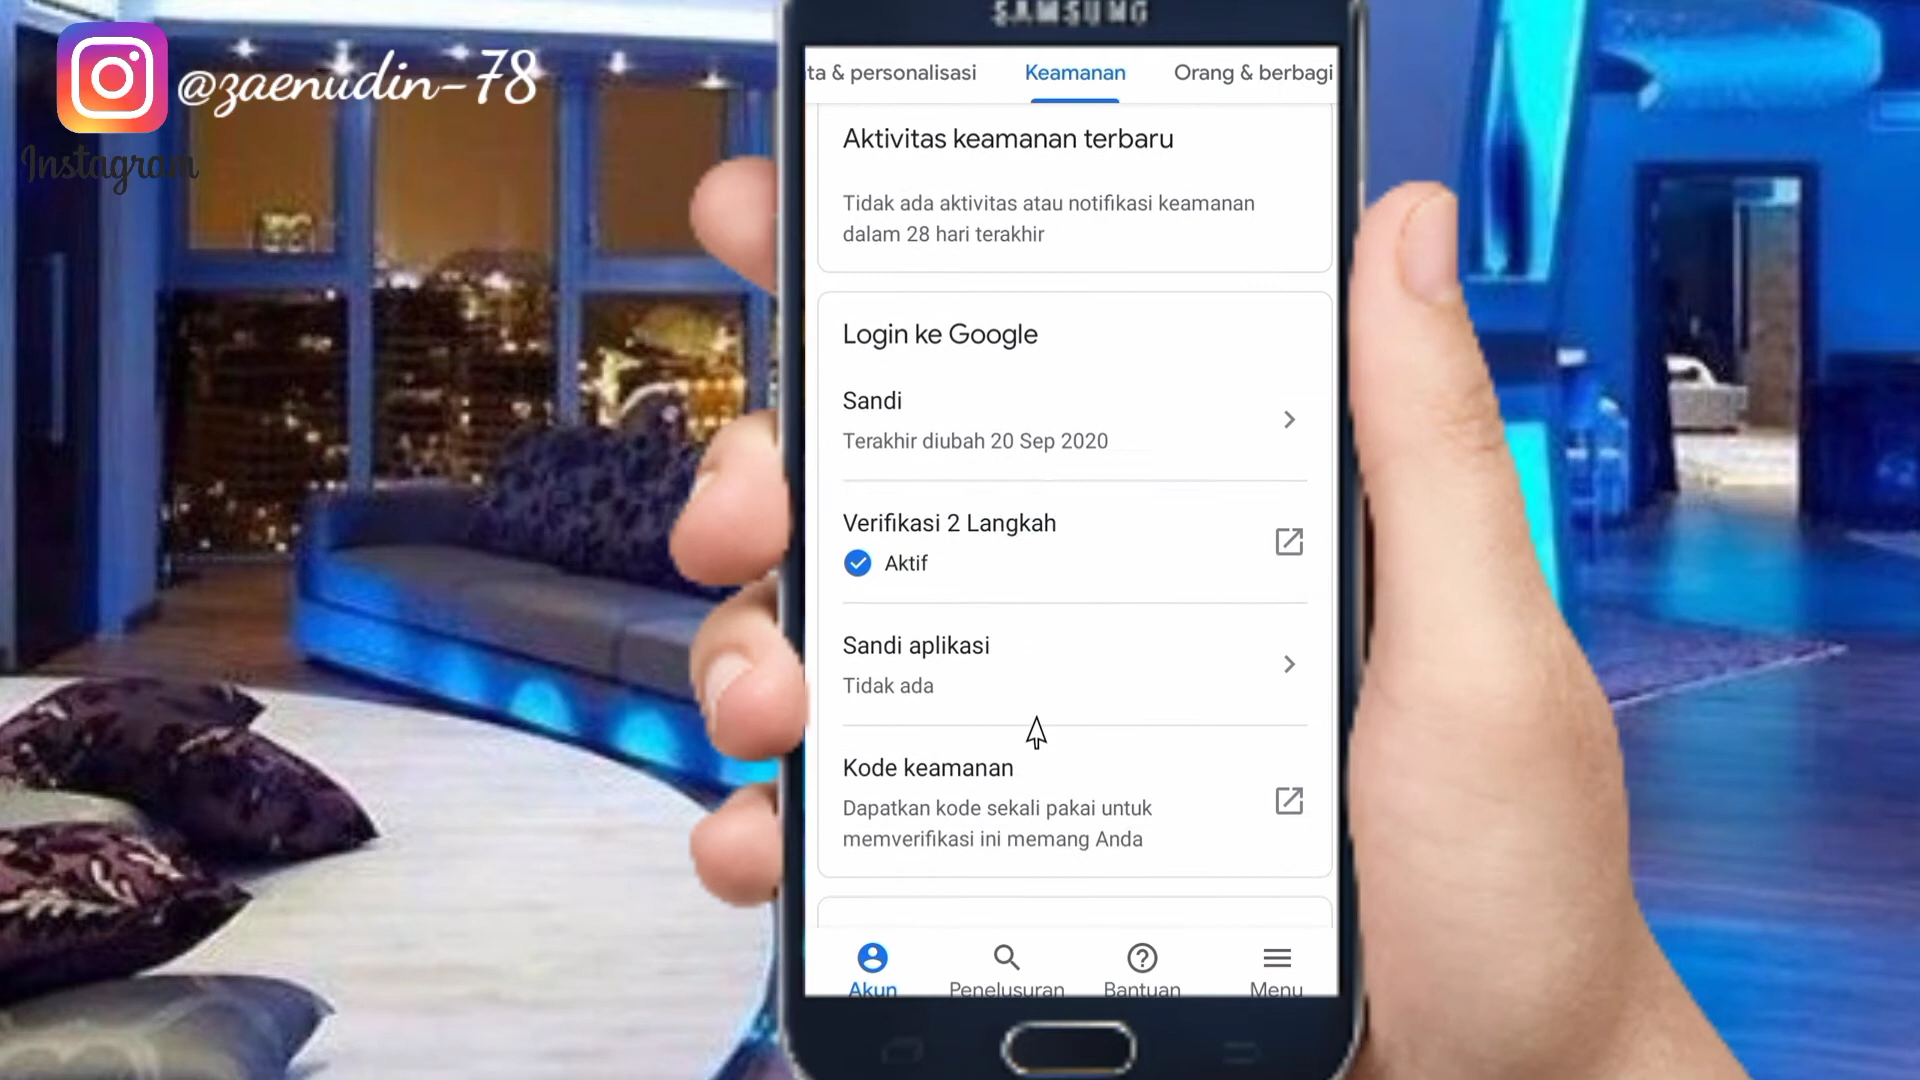 @zaenudin-78
Instagram
SAMSUNG
ta & personalisasi
Keamanan
Orang & berbagi
Aktivitas keamanan terbaru
Tidak ada aktivitas atau notifikasi keamanan
dalam 28 hari terakhir
Login ke Google
Sandi
Terakhir diubah 20 Sep 2020
Verifikasi 2 Langkah
Aktif
Sandi aplikasi
Tidak ada
Kode keamanan
Dapatkan kode sekali pakai untuk
memverifikasi ini memang Anda
Akun
Penelusuran
Bantuan
Menu